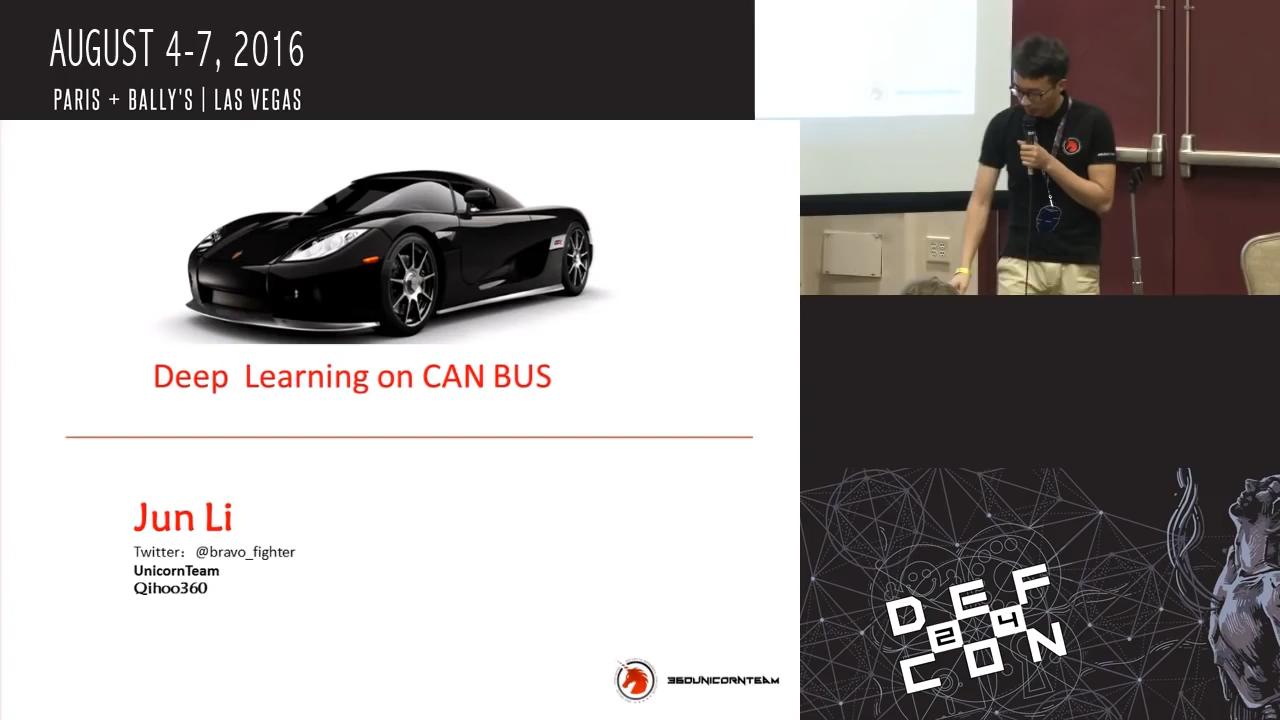 AUGUST 4-7, 2016
PARIS + BALLY'S | LAS VEGAS
Deep Learning on CAN BUS
Jun Li
Twitter: @bravo_fighter
UnicornTeam
Qihoo360
360UNICORNTEAM
DEF
24
CON